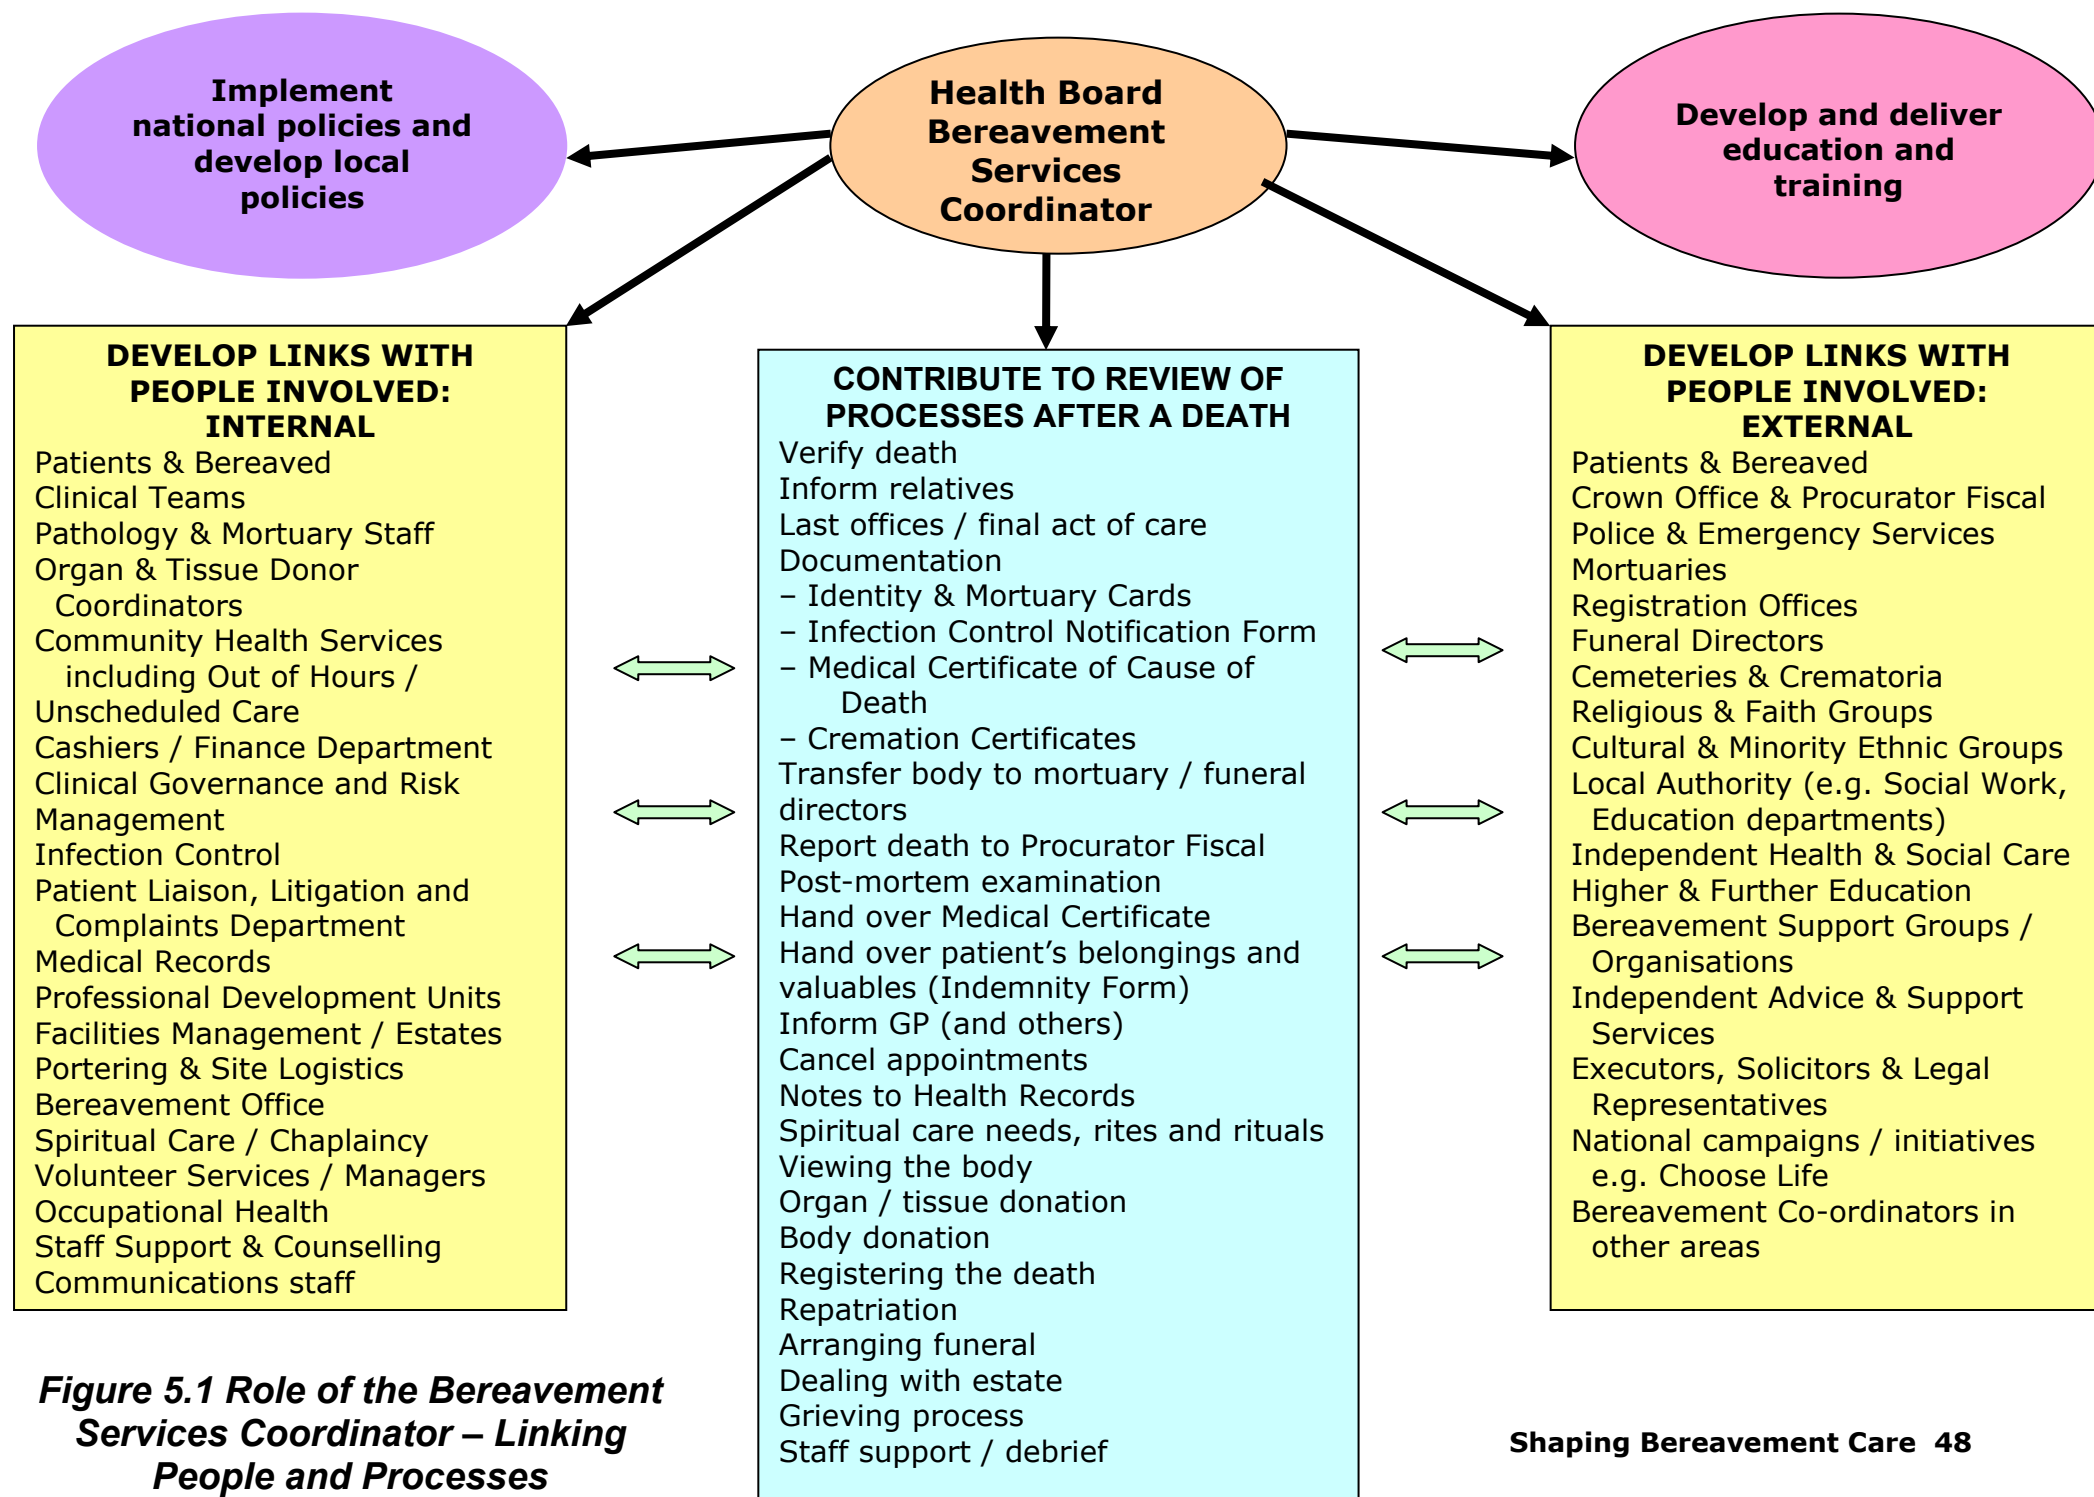 Implement
national policies and
develop local
policies
Health Board
Bereavement
Services
Coordinator
Develop and deliver
education and
training
DEVELOP LINKS WITH
PEOPLE INVOLVED:
INTERNAL
Patients & Bereaved
Clinical Teams
Pathology & Mortuary Staff
Organ & Tissue Donor
Coordinators
Community Health Services
including Out of Hours /
Unscheduled Care
Cashiers / Finance Department
Clinical Governance and Risk
Management
Infection Control
Patient Liaison, Litigation and
Complaints Department
Medical Records
Professional Development Units
Facilities Management / Estates
Portering & Site Logistics
Bereavement Office
Spiritual Care / Chaplaincy
Volunteer Services / Managers
Occupational Health
Staff Support & Counselling
Communications staff
CONTRIBUTE TO REVIEW OF
PROCESSES AFTER A DEATH
Verify death
Inform relatives
Last offices / final act of care
Documentation
– Identity & Mortuary Cards
– Infection Control Notification Form
– Medical Certificate of Cause of
Death
– Cremation Certificates
Transfer body to mortuary / funeral
directors
Report death to Procurator Fiscal
Post-mortem examination
Hand over Medical Certificate
Hand over patient’s belongings and
valuables (Indemnity Form)
Inform GP (and others)
Cancel appointments
Notes to Health Records
Spiritual care needs, rites and rituals
Viewing the body
Organ / tissue donation
Body donation
Registering the death
Repatriation
Arranging funeral
Dealing with estate
Grieving process
Staff support / debrief
DEVELOP LINKS WITH
PEOPLE INVOLVED:
EXTERNAL
Patients & Bereaved
Crown Office & Procurator Fiscal
Police & Emergency Services
Mortuaries
Registration Offices
Funeral Directors
Cemeteries & Crematoria
Religious & Faith Groups
Cultural & Minority Ethnic Groups
Local Authority (e.g. Social Work,
Education departments)
Independent Health & Social Care
Higher & Further Education
Bereavement Support Groups /
Organisations
Independent Advice & Support
Services
Executors, Solicitors & Legal
Representatives
National campaigns / initiatives
e.g. Choose Life
Bereavement Co-ordinators in
other areas
Figure 5.1 Role of the Bereavement
Services Coordinator – Linking
People and Processes
Shaping Bereavement Care 48